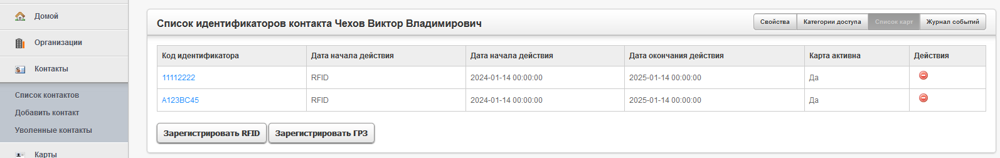 Домой
Организации
Контакты
Список контактов
Добавить контакт
Уволенные контакты
Карты
Список идентификаторов контакта Чехов Виктор Владимирович
Свойства Категории доступа Список карт Журнал событий
Код идентификатора Дата начала действия Дата начала действия Дата окончания действия Карта активна Действия
11112222 RFID 2024-01-14 00:00:00 2025-01-14 00:00:00 Да
A123BC45 RFID 2024-01-14 00:00:00 2025-01-14 00:00:00 Да
Зарегистрировать RFID Зарегистрировать ГРЗ